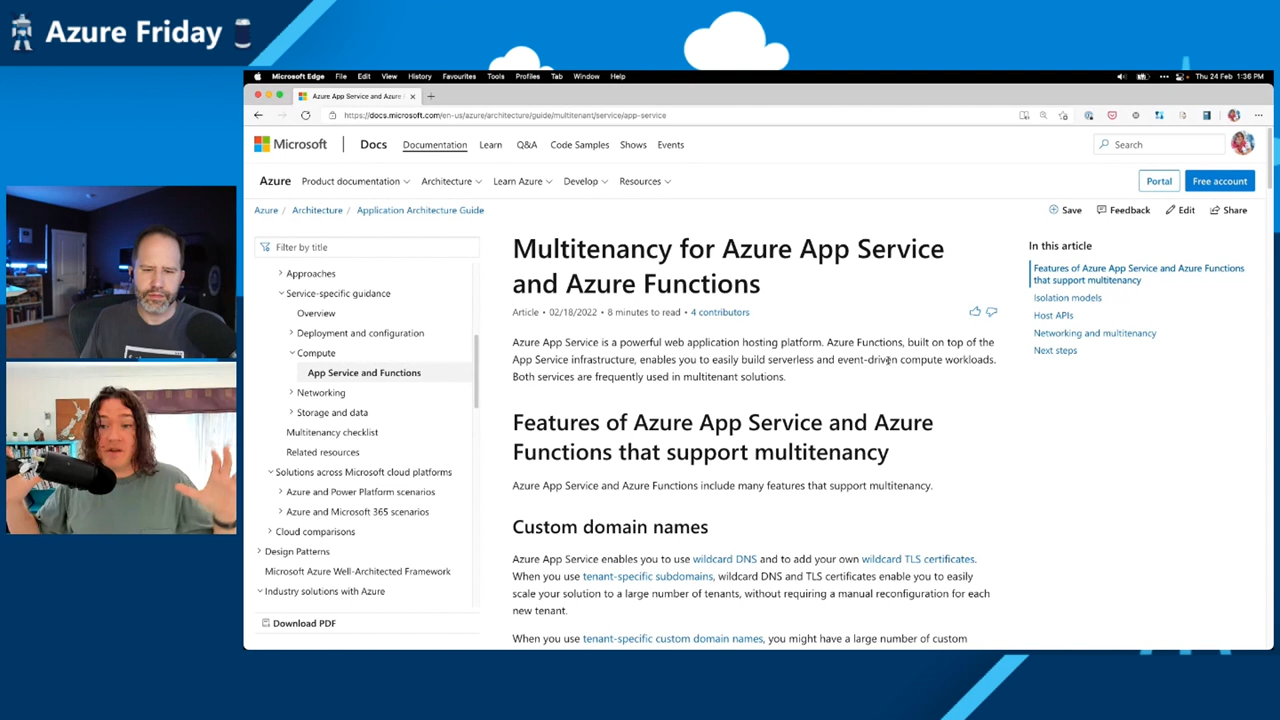 Azure Friday
Microsoft Edge File Edit View History Favourites Tools Profiles Tab Window Help
Thu 24 Feb 1:36 PM
Azure App Service and Azure
https://docs.microsoft.com/en-us/azure/architecture/guide/multitenant/service/app-service
Microsoft Docs Documentation Learn Q&A Code Samples Shows Events
Search
Azure Product documentation Architecture Learn Azure Develop Resources
Portal Free account
Azure / Architecture / Application Architecture Guide
Save Feedback Edit Share
Filter by title
Approaches
Service-specific guidance
Overview
Deployment and configuration
Compute
App Service and Functions
Networking
Storage and data
Multitenancy checklist
Related resources
Solutions across Microsoft cloud platforms
Azure and Power Platform scenarios
Azure and Microsoft 365 scenarios
Cloud comparisons
Design Patterns
Microsoft Azure Well-Architected Framework
Industry solutions with Azure
Download PDF
Multitenancy for Azure App Service
and Azure Functions
Article • 02/18/2022 • 8 minutes to read • 4 contributors
Azure App Service is a powerful web application hosting platform. Azure Functions, built on top of the
App Service infrastructure, enables you to easily build serverless and event-driven compute workloads.
Both services are frequently used in multitenant solutions.
Features of Azure App Service and Azure
Functions that support multitenancy
Azure App Service and Azure Functions include many features that support multitenancy.
Custom domain names
Azure App Service enables you to use wildcard DNS and to add your own wildcard TLS certificates.
When you use tenant-specific subdomains, wildcard DNS and TLS certificates enable you to easily
scale your solution to a large number of tenants, without requiring a manual reconfiguration for each
new tenant.
When you use tenant-specific custom domain names, you might have a large number of custom
In this article
Features of Azure App Service and Azure Functions
that support multitenancy
Isolation models
Host APIs
Networking and multitenancy
Next steps